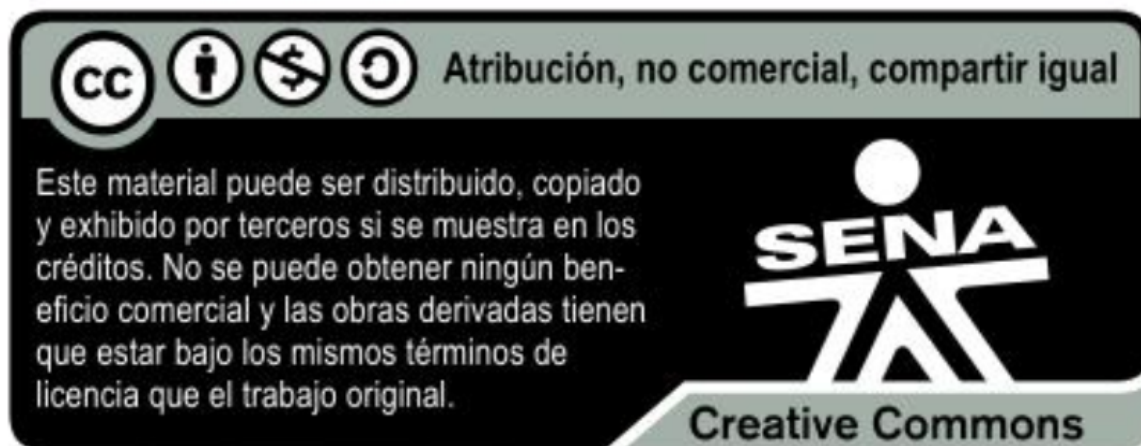 cc Atribución, no comercial, compartir igual
Este material puede ser distribuido, copiado
y exhibido por terceros si se muestra en los
créditos. No se puede obtener ningún ben-
eficio comercial y las obras derivadas tienen
que estar bajo los mismos términos de
licencia que el trabajo original.
SENA
Creative Commons